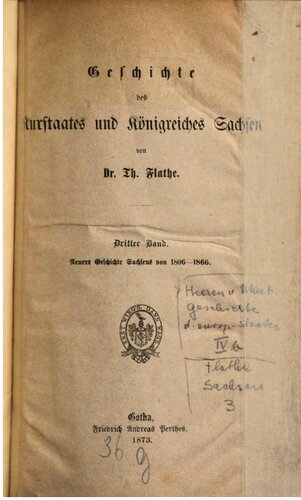 Geschichte
des
Kurstaates und Königreiches Sachsen
von
Dr. Th. Flathe.
Dritter Band.
Neuere Geschichte Sachsens von 1806–1866.
Heeren u.
Geschichte
d. europ. Staaten
IV b
Flathe
Sachsen
3
Gotha,
Friedrich Andreas Perthes.
1873.
36 g